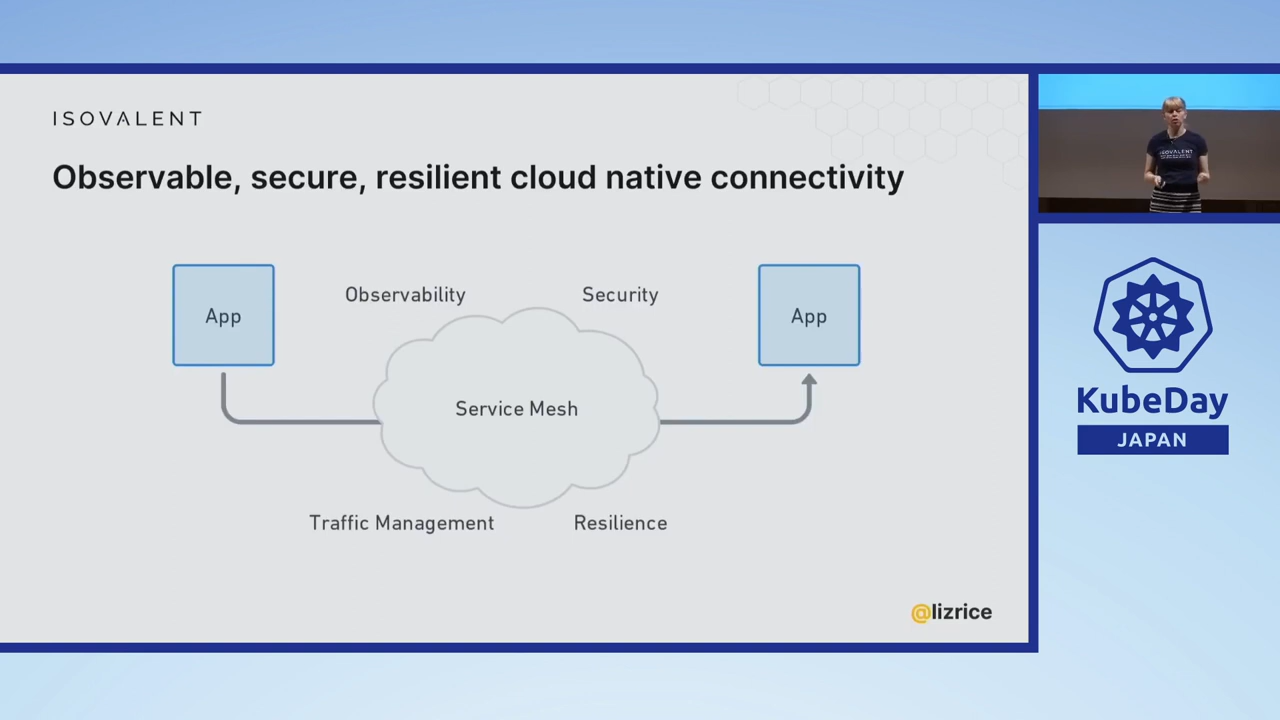 ISOVALENT
Observable, secure, resilient cloud native connectivity
App
Observability
Security
App
Service Mesh
Traffic Management
Resilience
@lizrice
ISOVALENT
KubeDay
JAPAN